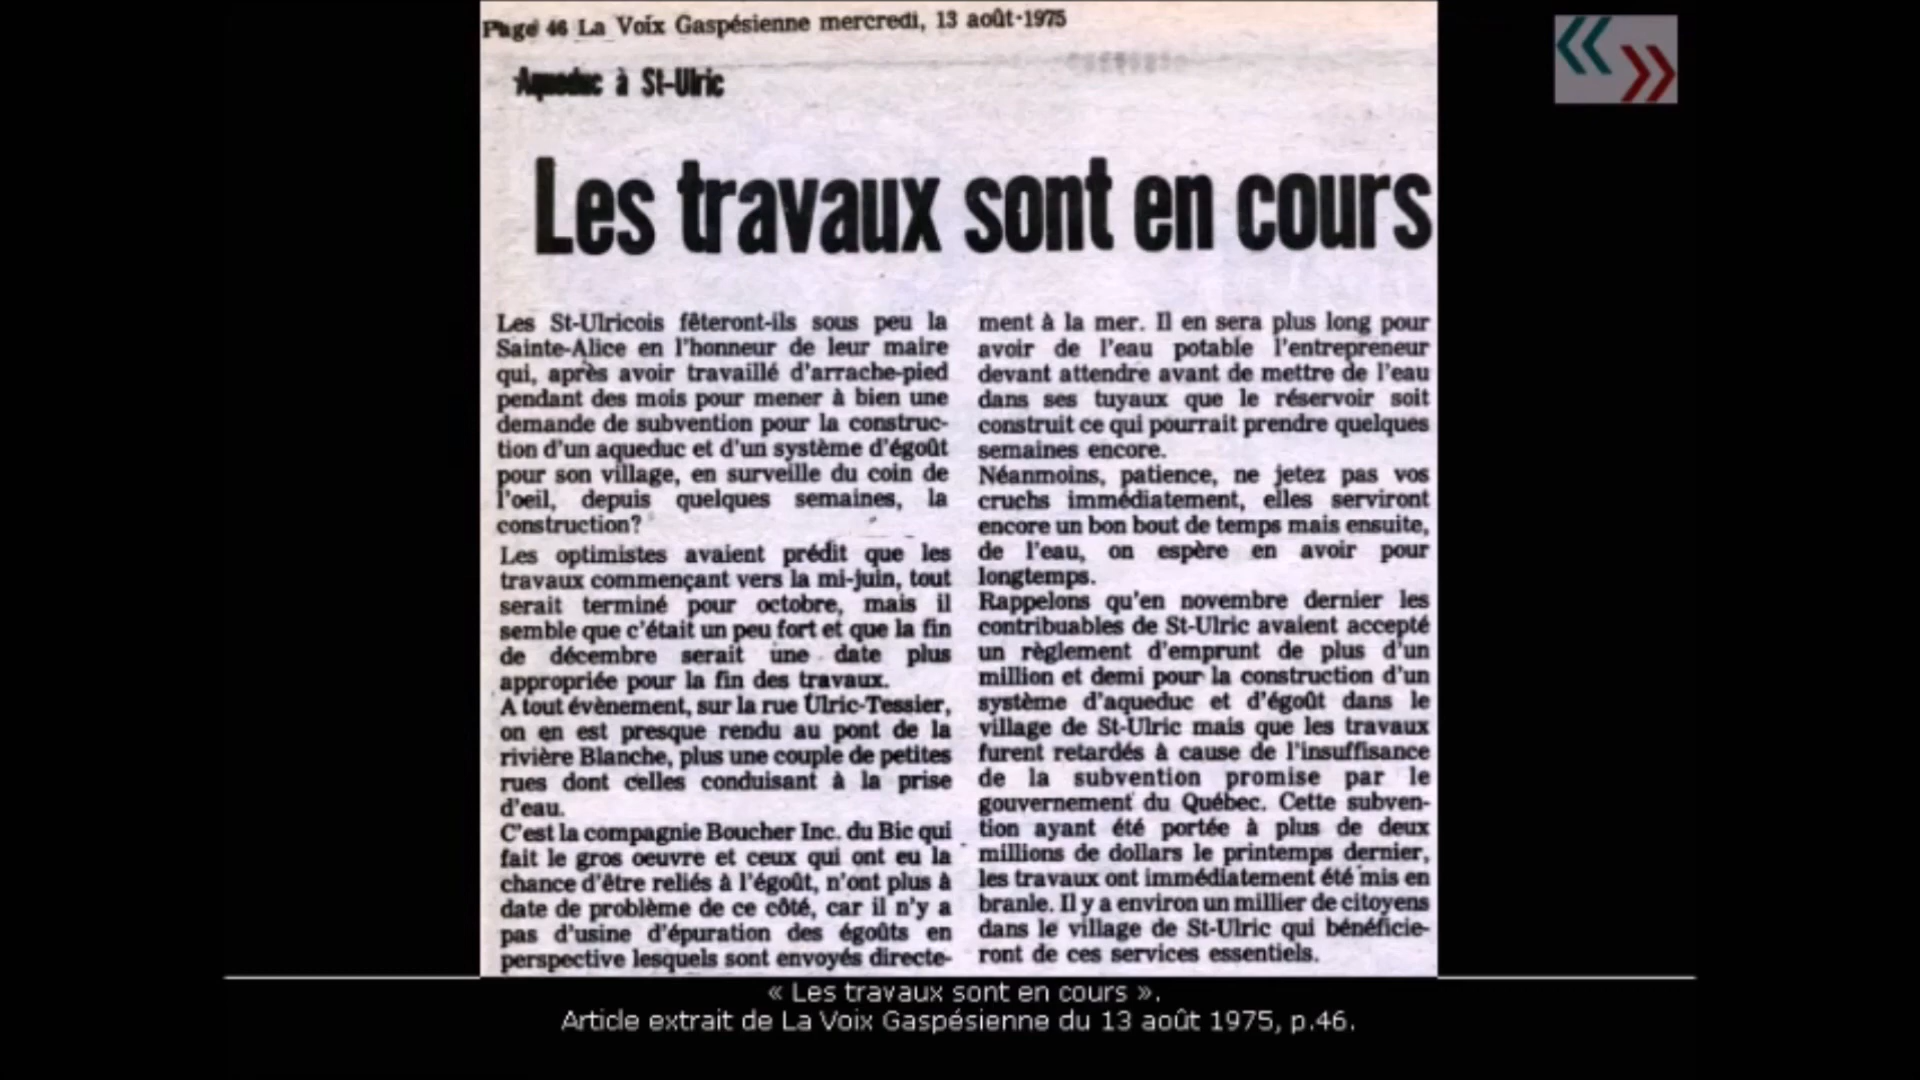 Page 46 La Voix Gaspésienne mercredi, 13 août-1975
Aqueduc à St-Ulric
Les travaux sont en cours
Les St-Ulricois fêteront-ils sous peu la
Sainte-Alice en l'honneur de leur maire
qui, après avoir travaillé d'arrache-pied
pendant des mois pour mener à bien une
demande de subvention pour la construc-
tion d'un aqueduc et d'un système d'égoût
pour son village, en surveille du coin de
l'oeil, depuis quelques semaines, la
construction?
Les optimistes avaient prédit que les
travaux commençant vers la mi-juin, tout
serait terminé pour octobre, mais il
semble que c'était un peu fort et que la fin
de décembre serait une date plus
appropriée pour la fin des travaux.
A tout évènement, sur la rue Ulric-Tessier,
on en est presque rendu au pont de la
rivière Blanche, plus une couple de petites
rues dont celles conduisant à la prise
d'eau.
C'est la compagnie Boucher Inc. du Bic qui
fait le gros oeuvre et ceux qui ont eu la
chance d'être reliés à l'égoût, n'ont plus à
date de problème de ce côté, car il n'y a
pas d'usine d'épuration des égoûts en
perspective lesquels sont envoyés directe-
ment à la mer. Il en sera plus long pour
avoir de l'eau potable l'entrepreneur
devant attendre avant de mettre de l'eau
dans ses tuyaux que le réservoir soit
construit ce qui pourrait prendre quelques
semaines encore.
Néanmoins, patience, ne jetez pas vos
cruchs immédiatement, elles serviront
encore un bon bout de temps mais ensuite,
de l'eau, on espère en avoir pour
longtemps.
Rappelons qu'en novembre dernier les
contribuables de St-Ulric avaient accepté
un règlement d'emprunt de plus d'un
million et demi pour la construction d'un
système d'aqueduc et d'égoût dans le
village de St-Ulric mais que les travaux
furent retardés à cause de l'insuffisance
de la subvention promise par le
gouvernement du Québec. Cette subven-
tion ayant été portée à plus de deux
millions de dollars le printemps dernier,
les travaux ont immédiatement été mis en
branle. Il y a environ un millier de citoyens
dans le village de St-Ulric qui bénéficie-
ront de ces services essentiels.
« Les travaux sont en cours ».
Article extrait de La Voix Gaspésienne du 13 août 1975, p.46.